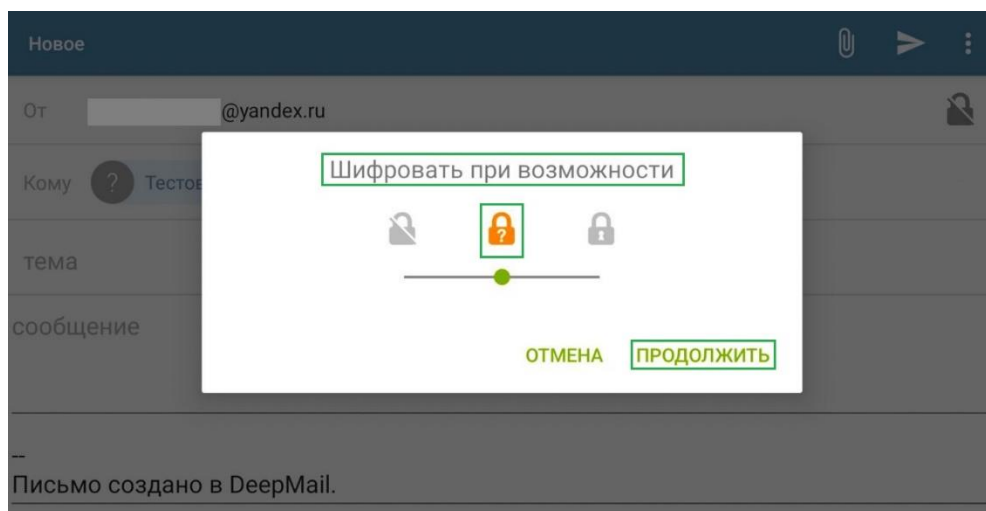 Новое
От @yandex.ru
Кому ? Тестов
Шифровать при возможности
?
тема
сообщение
ОТМЕНА ПРОДОЛЖИТЬ
--
Письмо создано в DeepMail.